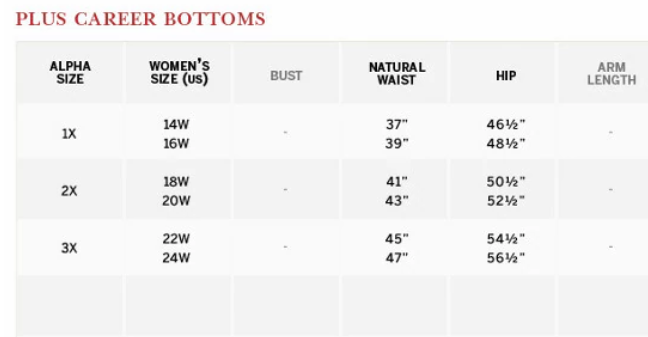 PLUS CAREER BOTTOMS
ALPHA SIZE WOMEN'S SIZE (US) BUST NATURAL WAIST HIP ARM LENGTH
1X 14W 16W - 37" 39" 46½" 48½" -
2X 18W 20W - 41" 43" 50½" 52½" -
3X 22W 24W - 45" 47" 54½" 56½" -